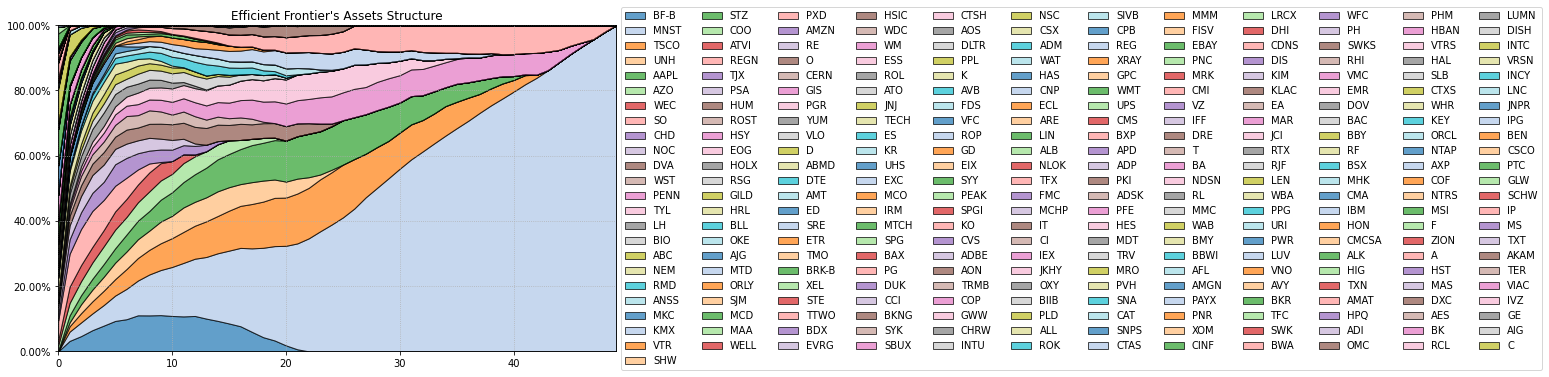 Efficient Frontier's Assets Structure
100.00%
80.00%
60.00%
40.00%
20.00%
0.00%
0 10 20 30 40
BF-B STZ PXD HSIC CTSH NSC SIVB MMM LRCX WFC PHM LUMN
MNST COO AMZN WDC AOS CSX CPB FISV DHI PH HBAN DISH
TSCO ATVI RE WM DLTR ADM REG EBAY CDNS SWKS VTRS INTC
UNH REGN O ESS PPL WAT XRAY PNC DIS RHI HAL VRSN
AAPL TJX CERN ROL K HAS GPC MRK KIM VMC SLB INCY
AZO PSA GIS ATO AVB CNP WMT CMI KLAC EMR CTXS LNC
WEC HUM PGR JNJ FDS ECL UPS VZ EA DOV WHR JNPR
SO ROST YUM TECH VFC ARE CMS IFF MAR BAC KEY IPG
CHD HSY VLO ES ROP LIN BXP DRE JCI BBY ORCL BEN
NOC EOG D KR GD ALB APD T RTX RF NTAP CSCO
DVA HOLX ABMD UHS EIX NLOK ADP BA RJF BSX AXP PTC
WST RSG DTE EXC SYY TFX PKI NDSN LEN MHK COF GLW
PENN GILD AMT MCO PEAK FMC ADSK RL WBA CMA NTRS SCHW
TYL HRL ED IRM SPGI MCHP PFE MMC PPG IBM MSI IP
LH BLL SRE MTCH KO IT HES WAB URI HON F MS
BIO OKE ETR SPG CVS CI MDT BMY PWR CMCSA ZION TXT
ABC AJG TMO BAX ADBE IEX TRV BBWI LUV ALK A AKAM
NEM MTD BRK-B PG AON JKHY MRO AFL VNO HIG HST TER
RMD ORLY XEL DUK TRMB OXY PVH AMGN AVY TXN MAS VIAC
ANSS SJM STE CCI COP BIIB SNA PAYX BKR AMAT DXC IVZ
MKC MCD TTWO BKNG GWW PLD CAT PNR TFC HPQ AES GE
KMX MAA BDX SYK CHRW ALL SNPS XOM SWK ADI BK AIG
VTR WELL EVRG SBUX INTU ROK CTAS CINF BWA OMC RCL C
SHW